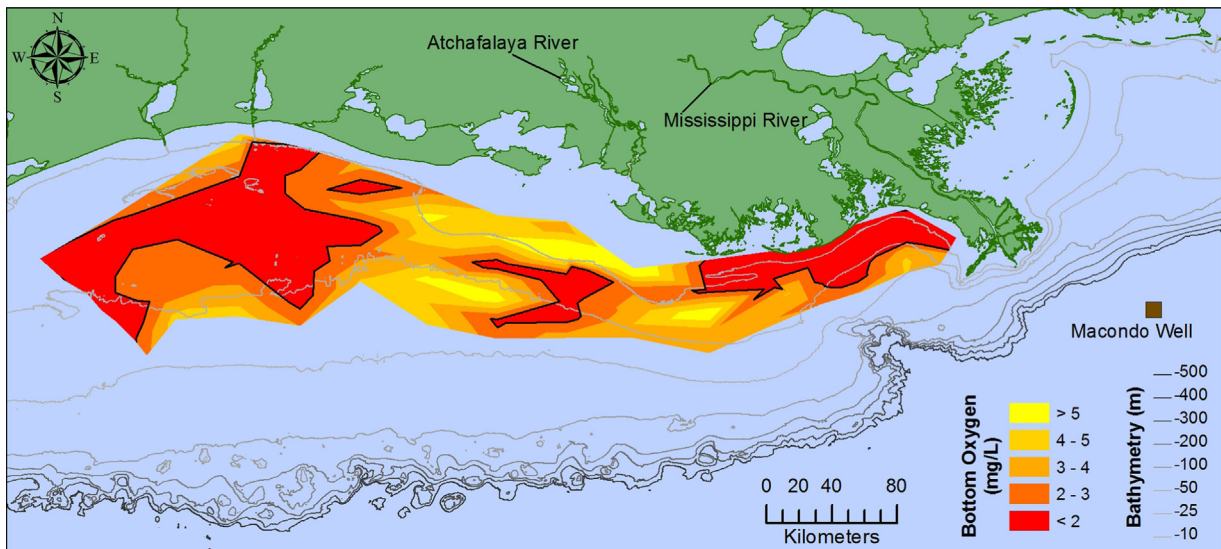 N
W E
S
Atchafalaya River
Mississippi River
Macondo Well
Bottom Oxygen
(mg/L)
> 5
4 - 5
3 - 4
2 - 3
< 2
Bathymetry (m)
-500
-400
-300
-200
-100
-50
-25
-10
0 20 40 80
Kilometers